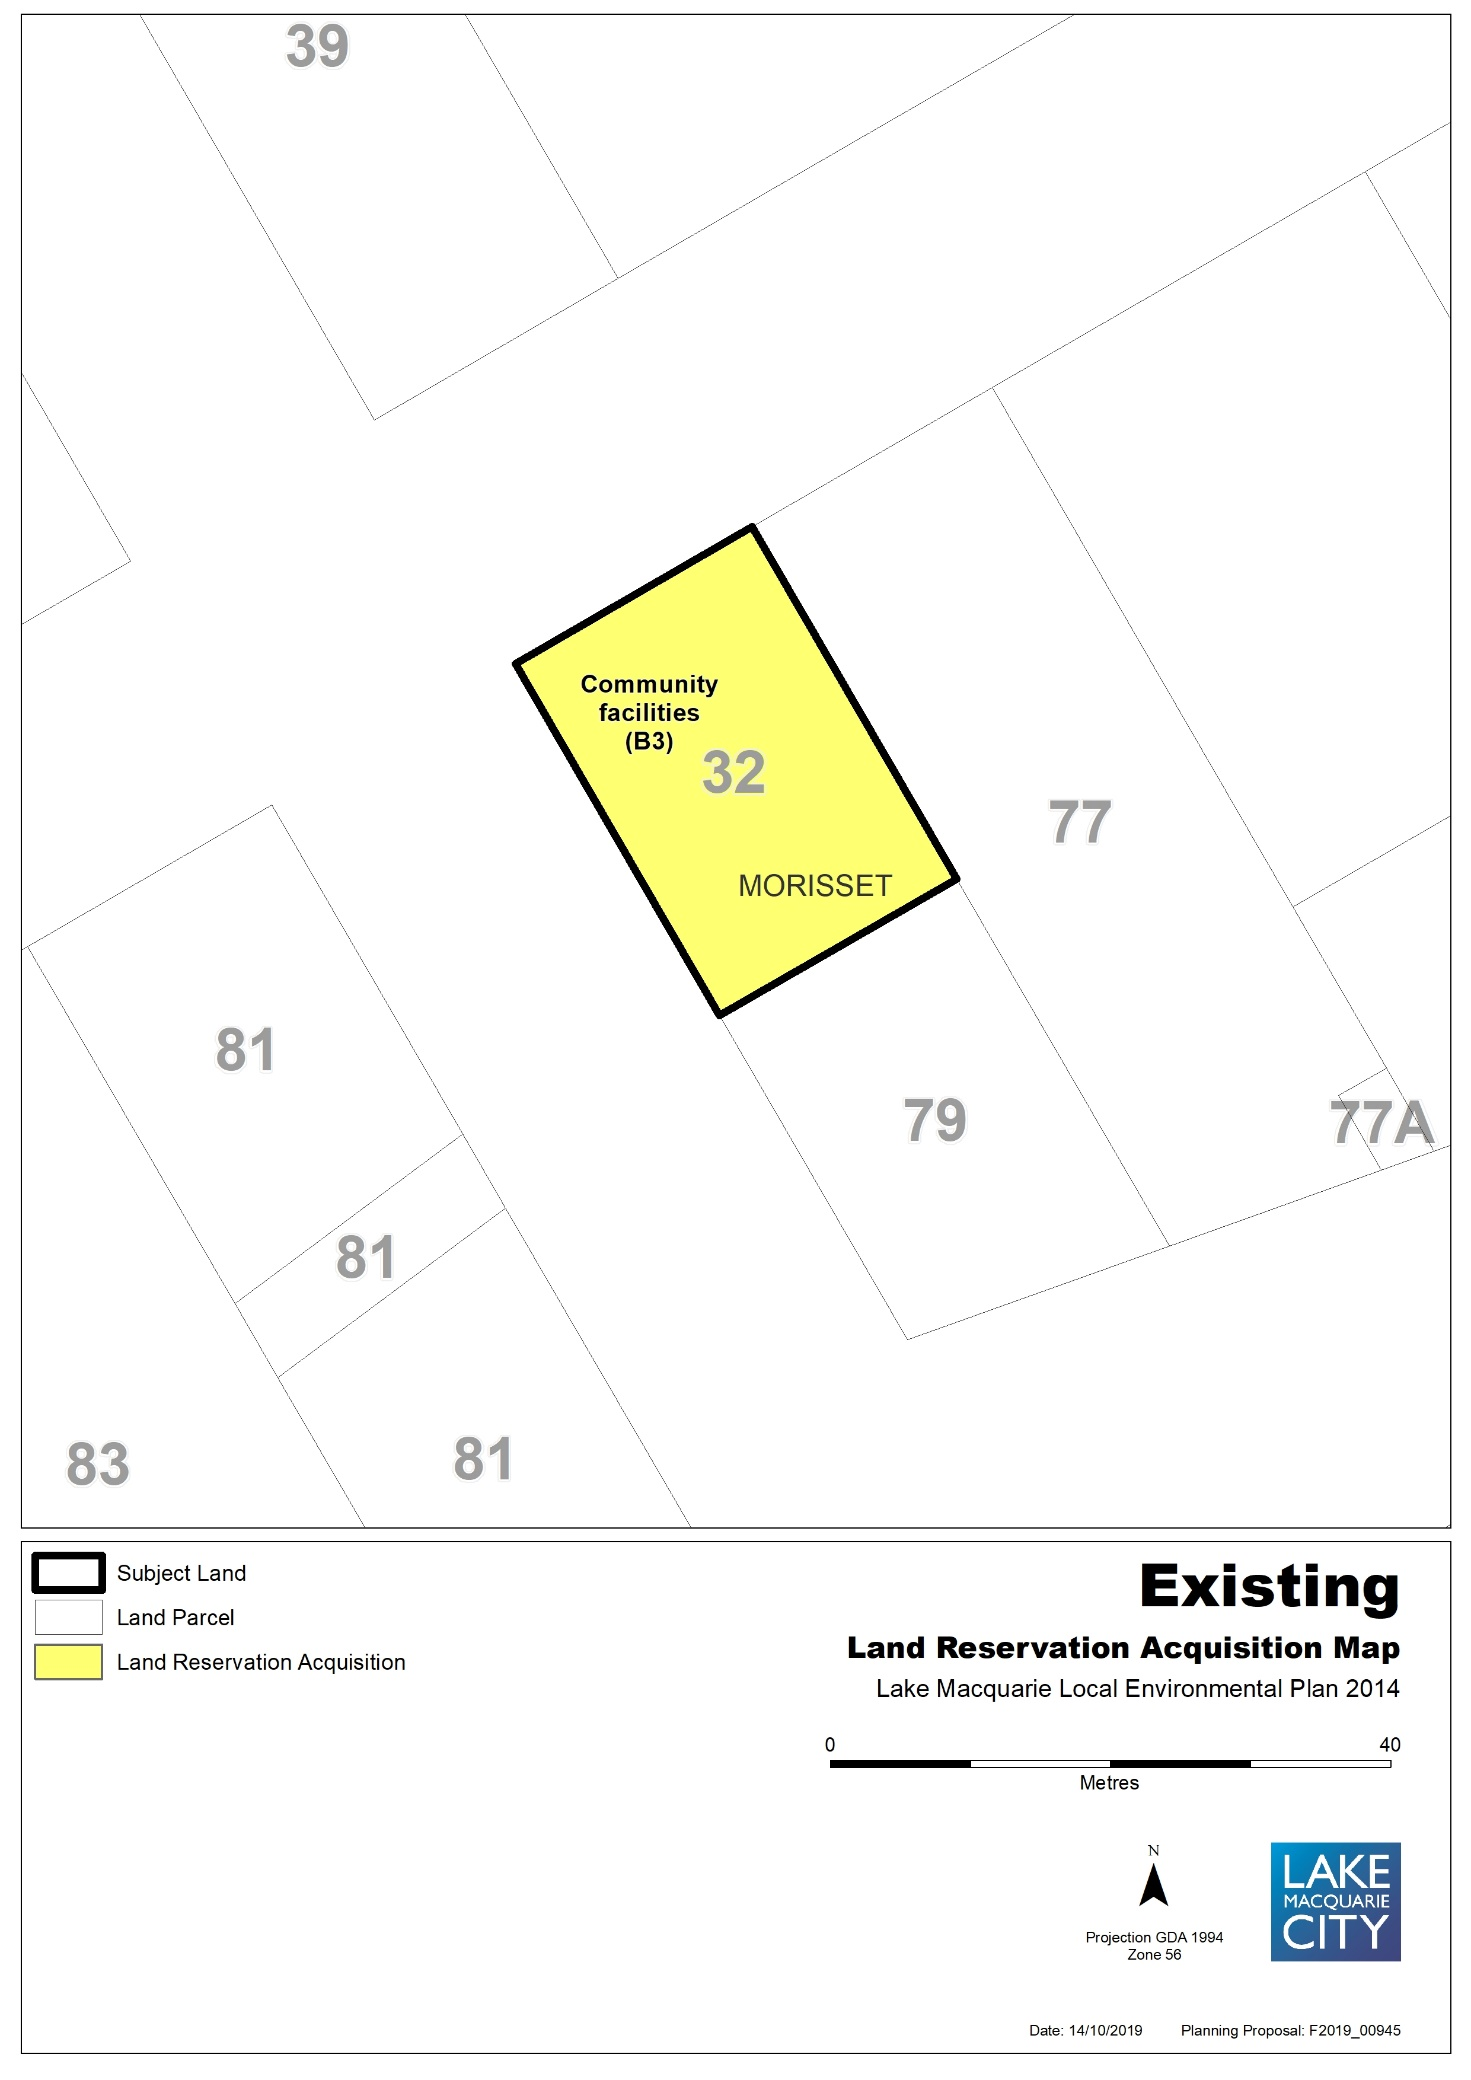 39
Community
facilities
(B3)
32
77
MORISSET
81
79
77A
81
81
83
Subject Land
Land Parcel
Land Reservation Acquisition
Existing
Land Reservation Acquisition Map
Lake Macquarie Local Environmental Plan 2014
0 40
Metres
N
Projection GDA 1994
Zone 56
LAKE
MACQUARIE
CITY
Date: 14/10/2019 Planning Proposal: F2019_00945